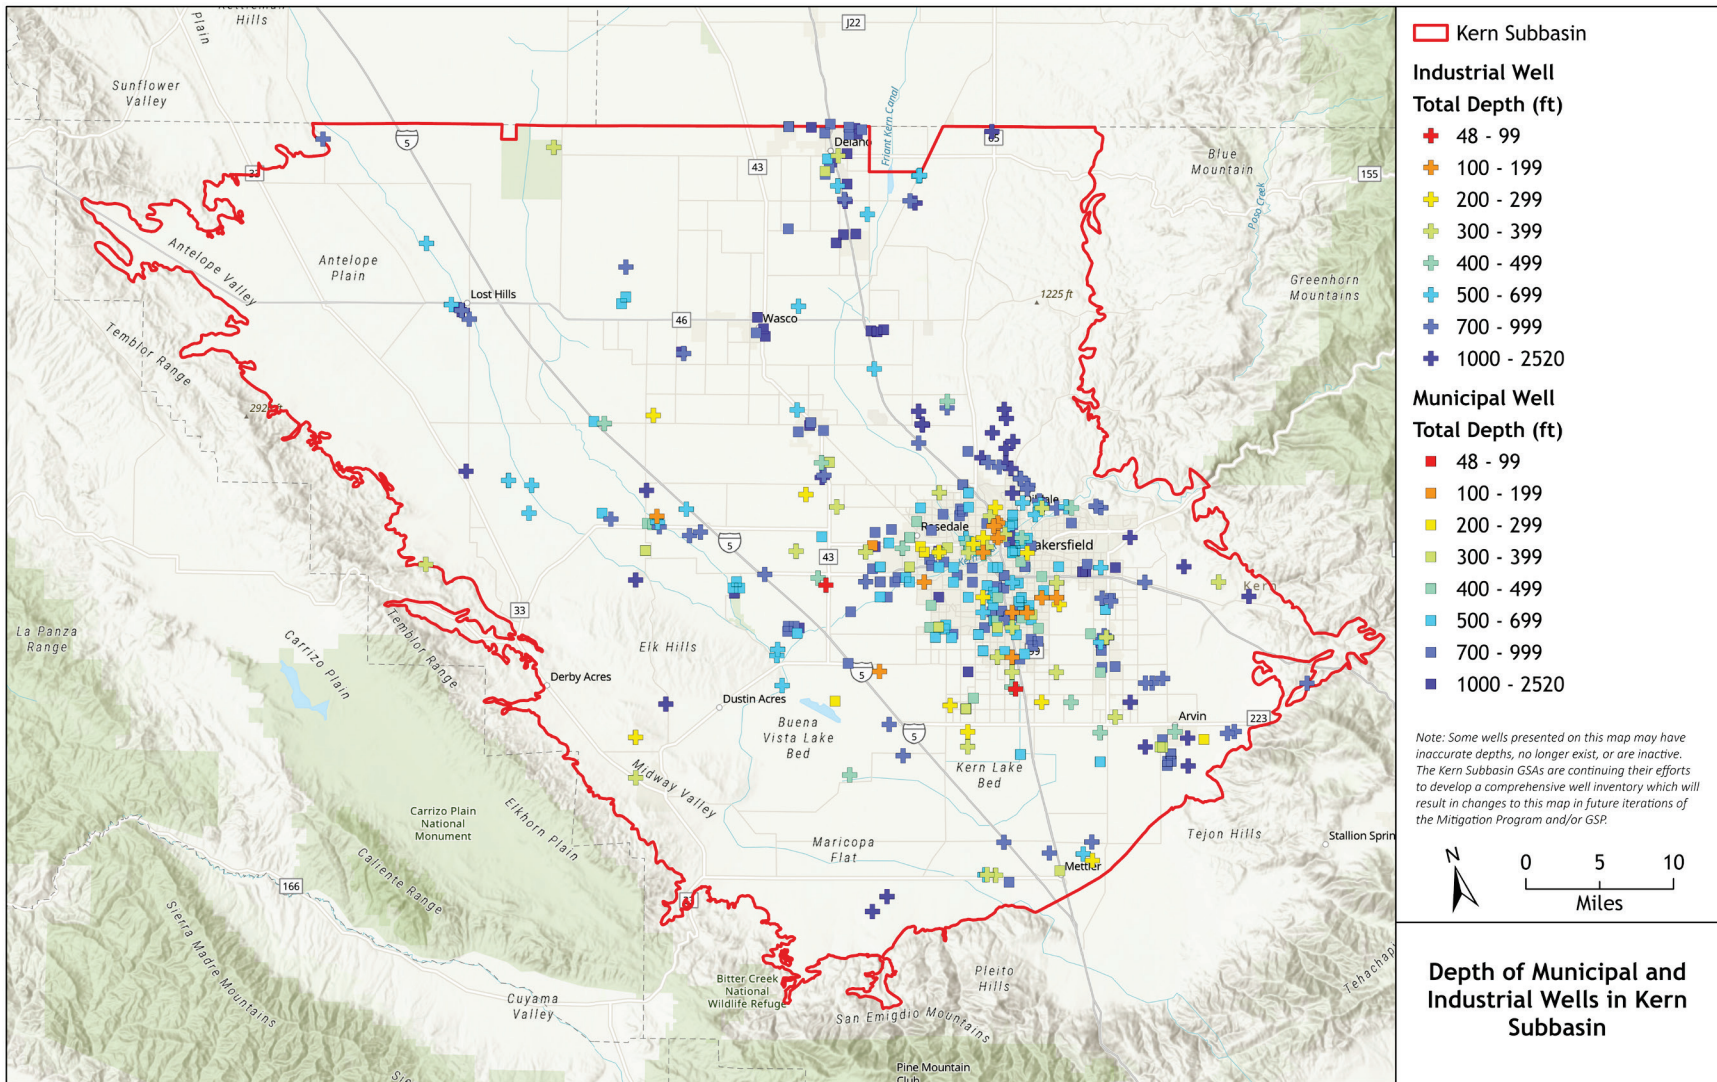 Hills
Plain
J22
Sunflower
Valley
Friant Kern Canal
5
Delano
65
33
43
Blue
Mountain
155
Poso Creek
Antelope Valley
Antelope
Plain
Greenhorn
Mountains
Lost Hills
1225 ft
46
Wasco
Temblor Range
Rosedale
5
43
Kern
33
La Panza
Range
Carrizo Plain
Temblor Range
Elk Hills
5
Derby Acres
Dustin Acres
Arvin
223
Buena
Vista Lake
Bed
5
Kern Lake
Bed
Midway Valley
Carrizo Plain
National
Monument
Elkhorn Plain
Tejon Hills
Stallion Sprin
Maricopa
Flat
Mettler
Caliente Range
166
Sierra Madre Mountains
Pleito
Hills
Bitter Creek
National
Wildlife Refuge
Cuyama
Valley
San Emigdio Mountains
Tehachapi
Pine Mountain
Club
Kern Subbasin
Industrial Well
Total Depth (ft)
48 - 99
100 - 199
200 - 299
300 - 399
400 - 499
500 - 699
700 - 999
1000 - 2520
Municipal Well
Total Depth (ft)
48 - 99
100 - 199
200 - 299
300 - 399
400 - 499
500 - 699
700 - 999
1000 - 2520
Note: Some wells presented on this map may have
inaccurate depths, no longer exist, or are inactive.
The Kern Subbasin GSAs are continuing their efforts
to develop a comprehensive well inventory which will
result in changes to this map in future iterations of
the Mitigation Program and/or GSP.
N
0 5 10
Miles
Depth of Municipal and
Industrial Wells in Kern
Subbasin